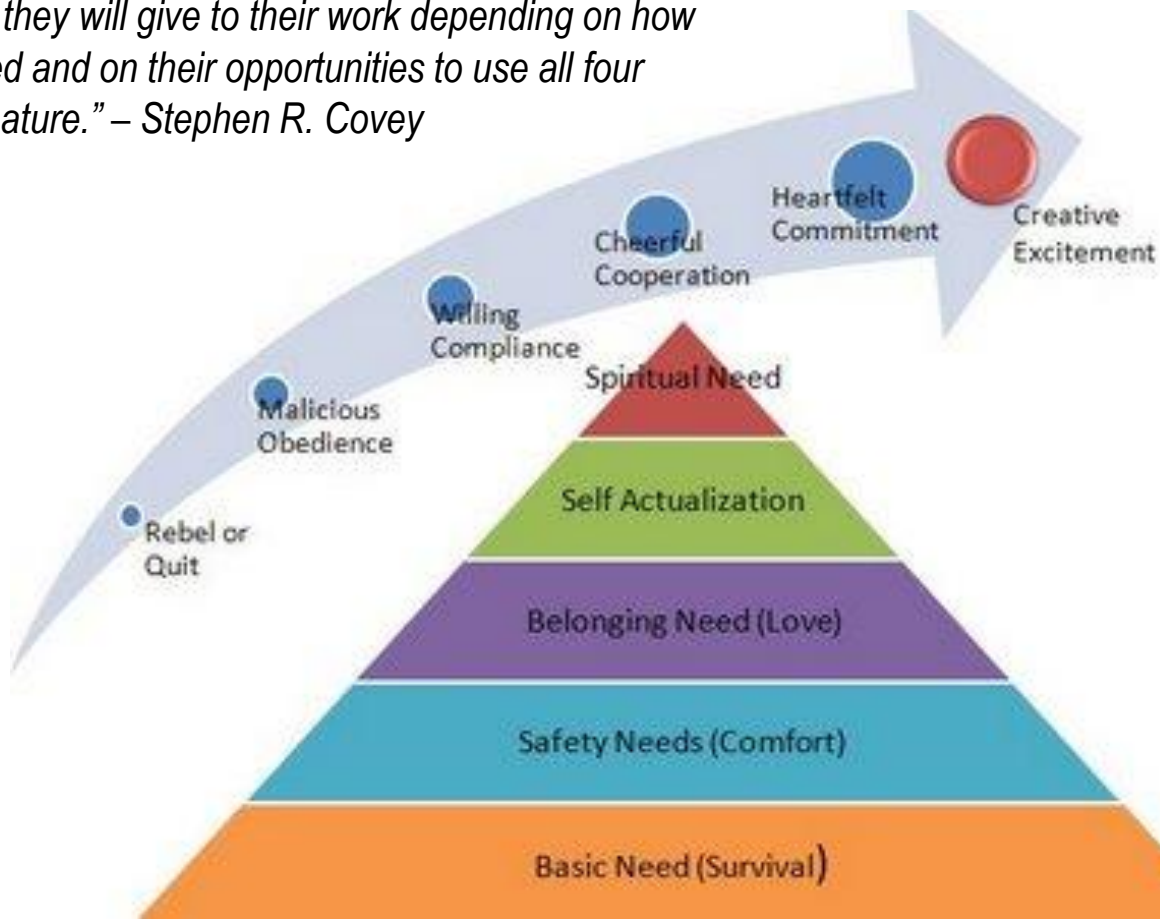 they will give to their work depending on how
ed and on their opportunities to use all four
ature.” – Stephen R. Covey
Heartfelt
Commitment
Creative
Excitement
Cheerful
Cooperation
Willing
Compliance
Malicious
Obedience
Rebel or
Quit
Spiritual Need
Self Actualization
Belonging Need (Love)
Safety Needs (Comfort)
Basic Need (Survival)